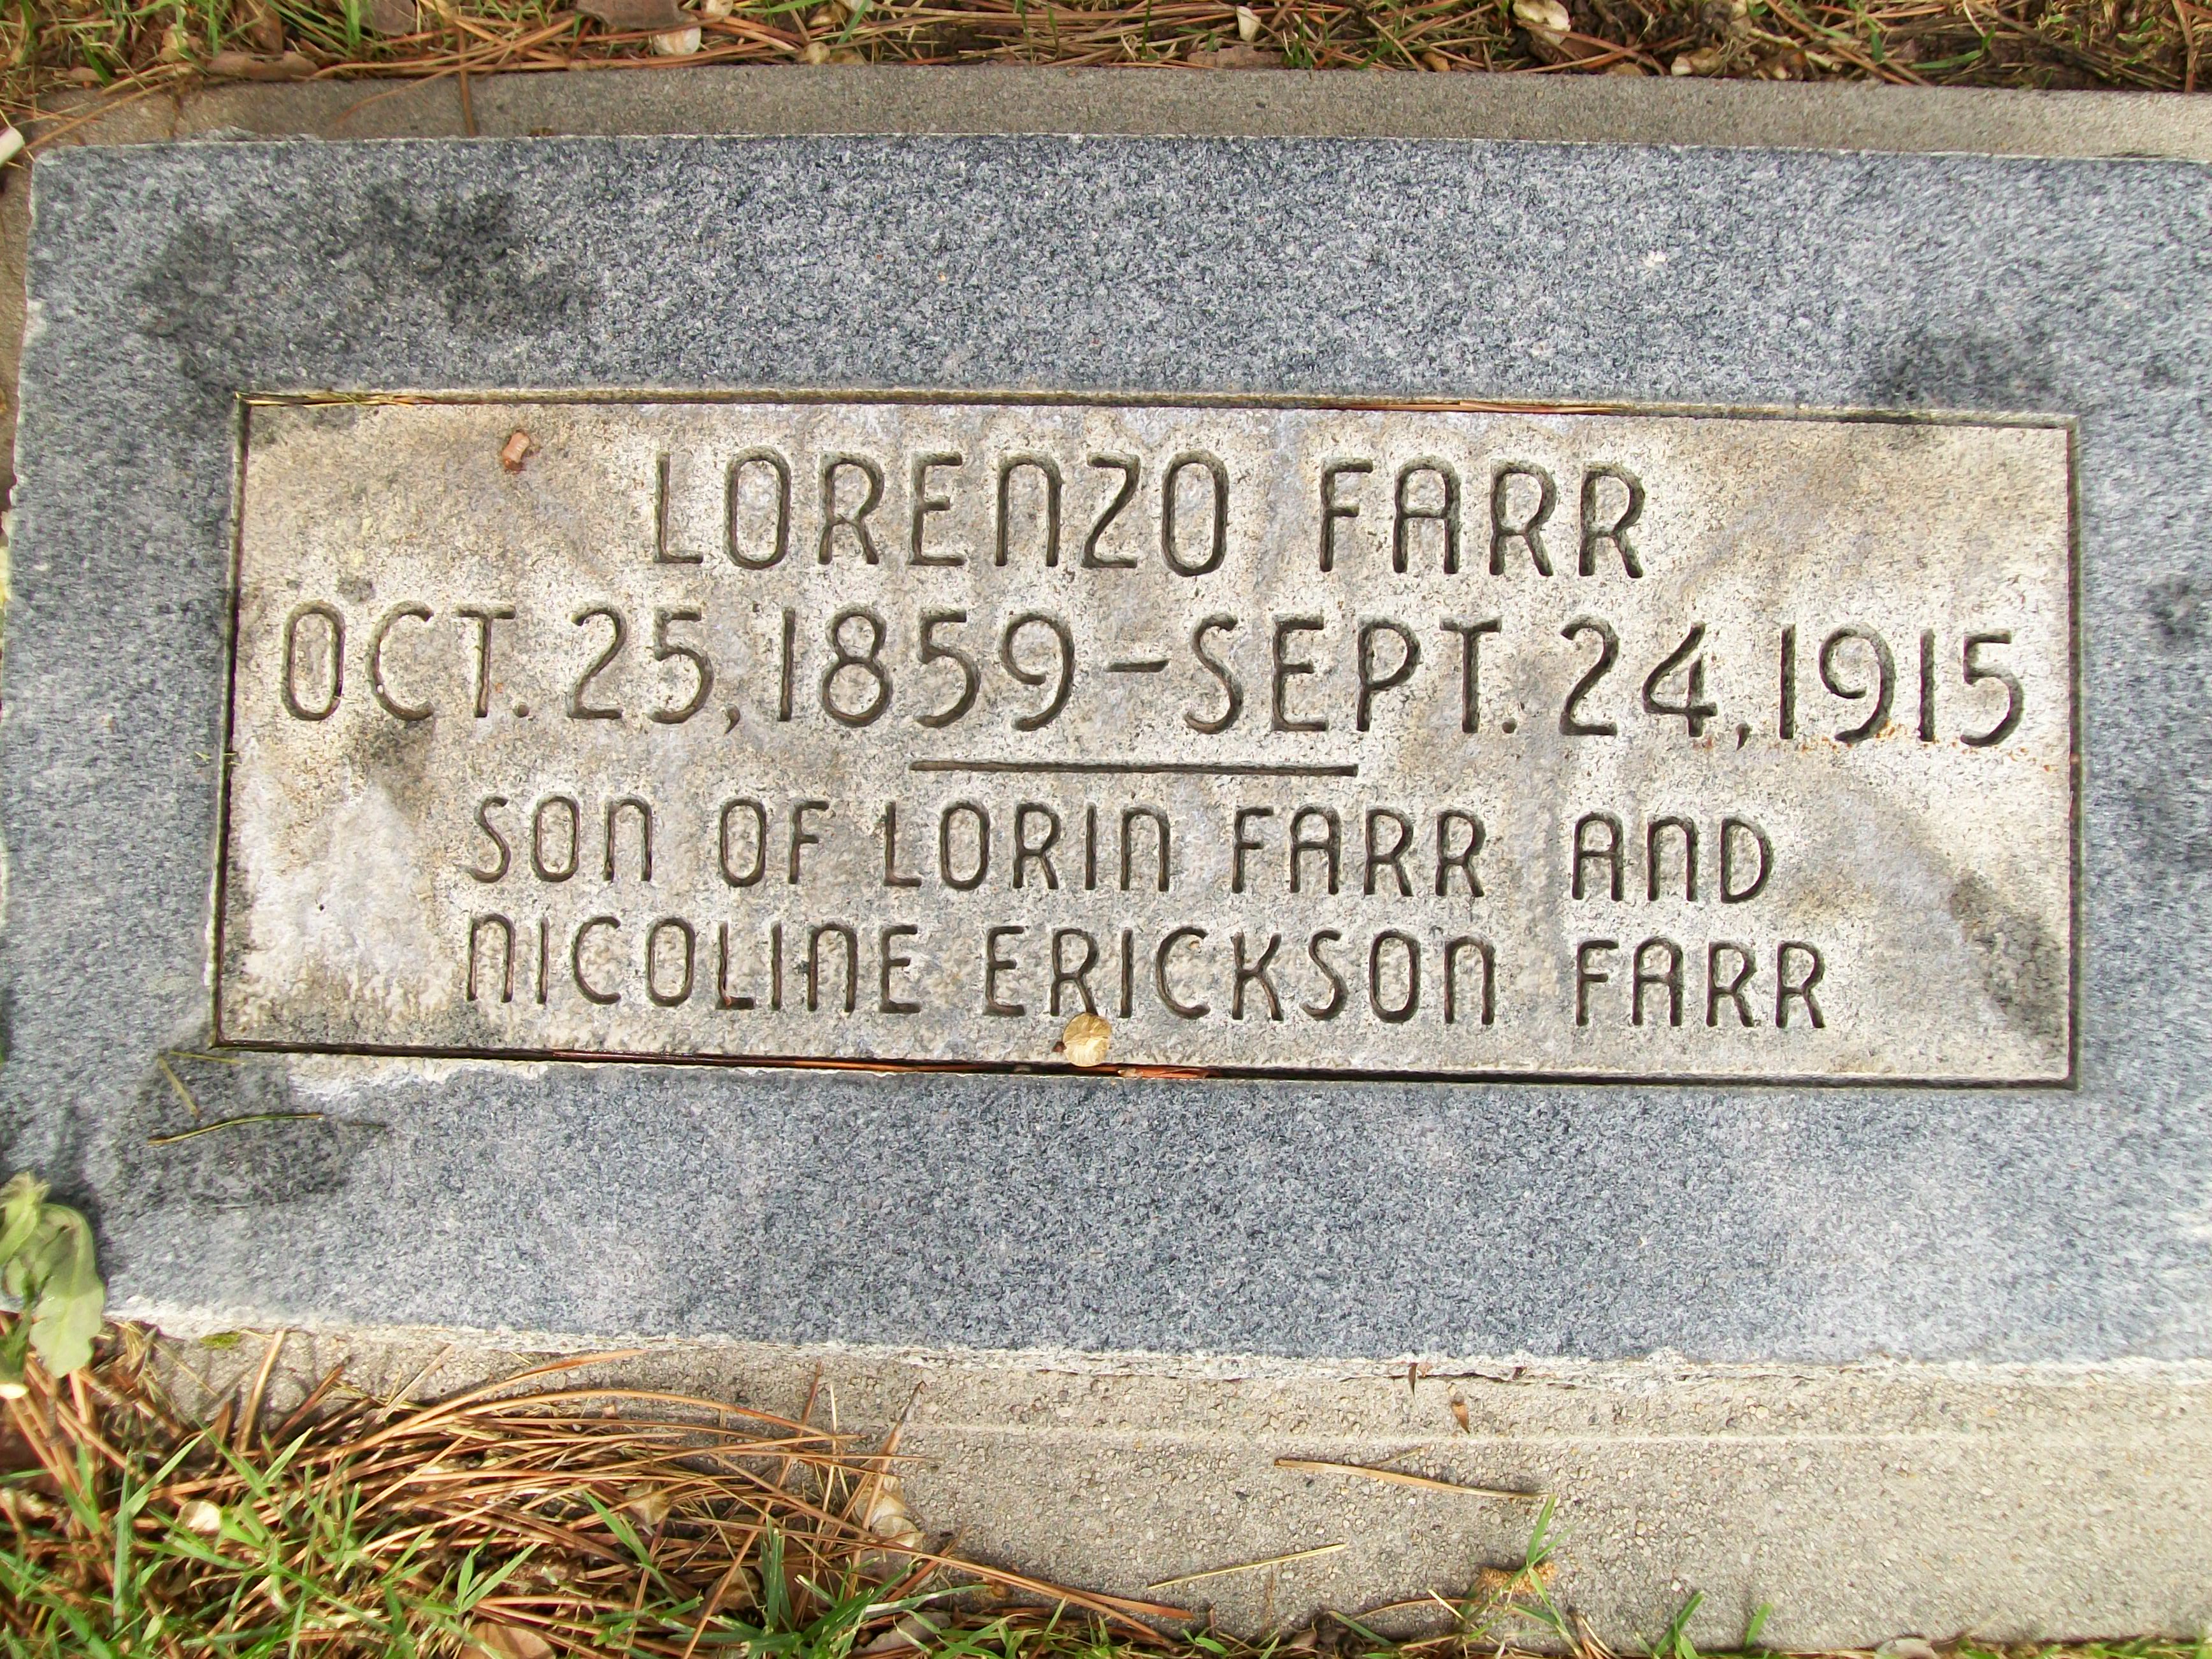 LORENZO FARR
OCT. 25, 1859 – SEPT. 24, 1915
SON OF LORIN FARR AND
NICOLINE ERICKSON FARR